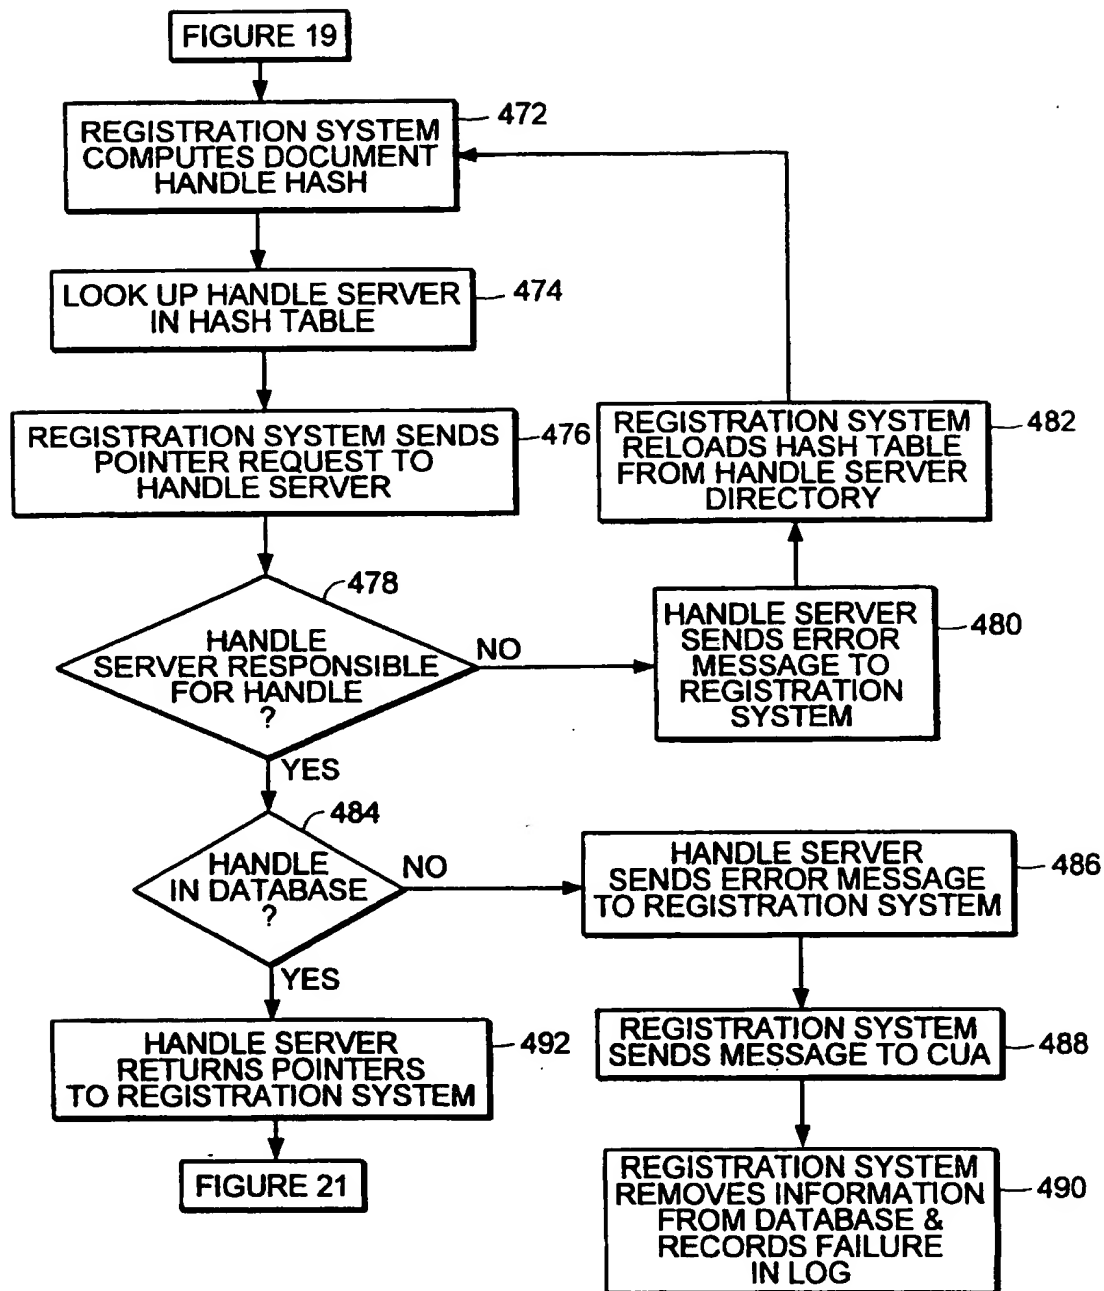 FIGURE 19
REGISTRATION SYSTEM
COMPUTES DOCUMENT
HANDLE HASH
472
LOOK UP HANDLE SERVER
IN HASH TABLE
474
REGISTRATION SYSTEM SENDS
POINTER REQUEST TO
HANDLE SERVER
476
REGISTRATION SYSTEM
RELOADS HASH TABLE
FROM HANDLE SERVER
DIRECTORY
482
478
HANDLE
SERVER RESPONSIBLE
FOR HANDLE
?
NO
HANDLE SERVER
SENDS ERROR
MESSAGE TO
REGISTRATION
SYSTEM
480
YES
484
HANDLE
IN DATABASE
?
NO
HANDLE SERVER
SENDS ERROR MESSAGE
TO REGISTRATION SYSTEM
486
YES
HANDLE SERVER
RETURNS POINTERS
TO REGISTRATION SYSTEM
492
REGISTRATION SYSTEM
SENDS MESSAGE TO CUA
488
FIGURE 21
REGISTRATION SYSTEM
REMOVES INFORMATION
FROM DATABASE &
RECORDS FAILURE
IN LOG
490